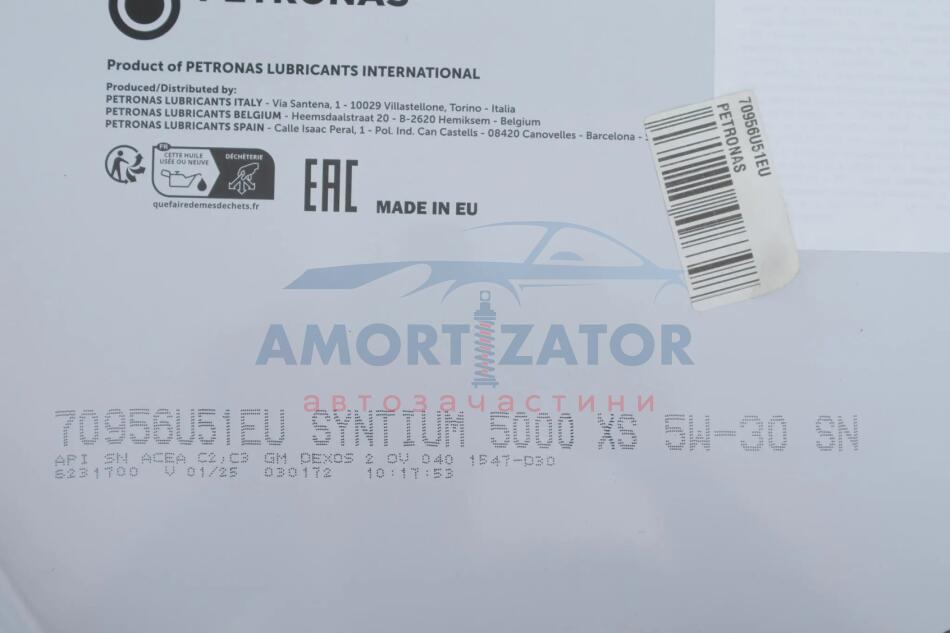 PETRONAS
Product of PETRONAS LUBRICANTS INTERNATIONAL
Produced/Distributed by:
PETRONAS LUBRICANTS ITALY - Via Santena, 1 - 10029 Villastellone, Torino - Italia
PETRONAS LUBRICANTS BELGIUM - Heemsdaalstraat 20 - B-2620 Hemiksem - Belgium
PETRONAS LUBRICANTS SPAIN - Calle Isaac Peral, 1 - Pol. Ind. Can Castells - 08420 Canovelles - Barcelona -
FR
CETTE HUILE
USÉE OU NEUVE
DÉCHÈTERIE
quefairedemesdechets.fr
EAC
MADE IN EU
70956U51EU
PETRONAS
AMORTIZATOR
автозачастини
70956U51EU SYNTIUM 5000 XS 5W-30 SN
API SN ACEA C2;C3 GM DEXOS 2 OV 040 1547-D30
6231700 V 01/25 030172 10:17:53